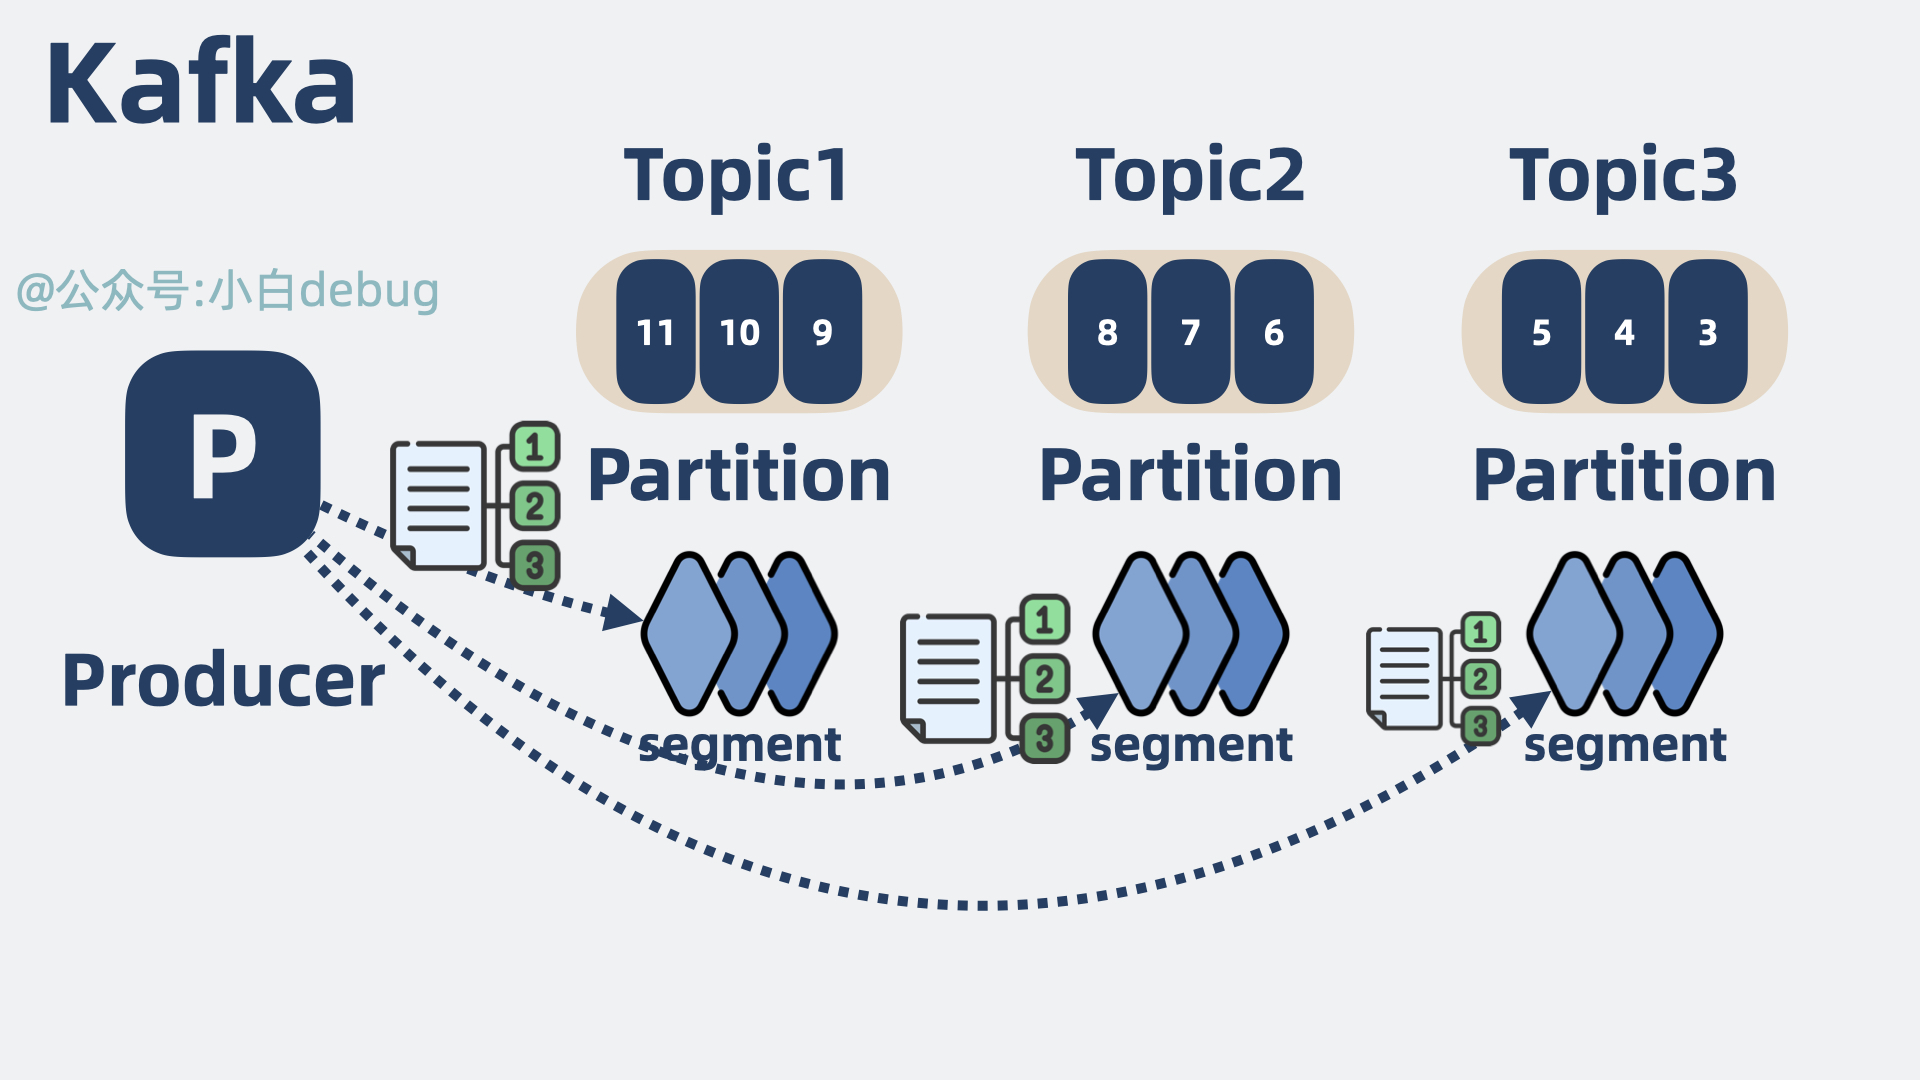 Kafka
Topic1
Topic2
Topic3
@公众号:小白debug
11 10 9
8 7 6
5 4 3
P
Partition
Partition
Partition
1
2
3
1
2
3
1
2
3
Producer
segment
segment
segment